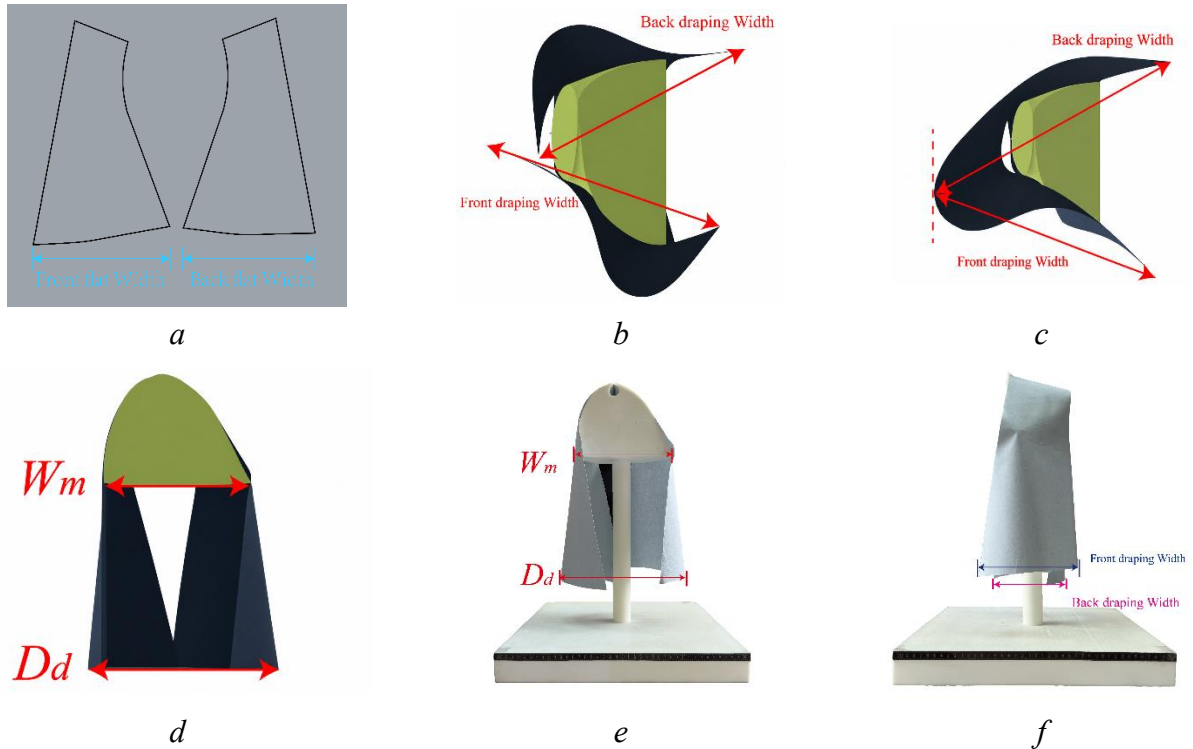 Front flat Width
Back flat Width
a
Back draping Width
Front draping Width
b
Back draping Width
Front draping Width
c
Wm
Dd
d
Wm
Dd
e
Front draping Width
Back draping Width
f